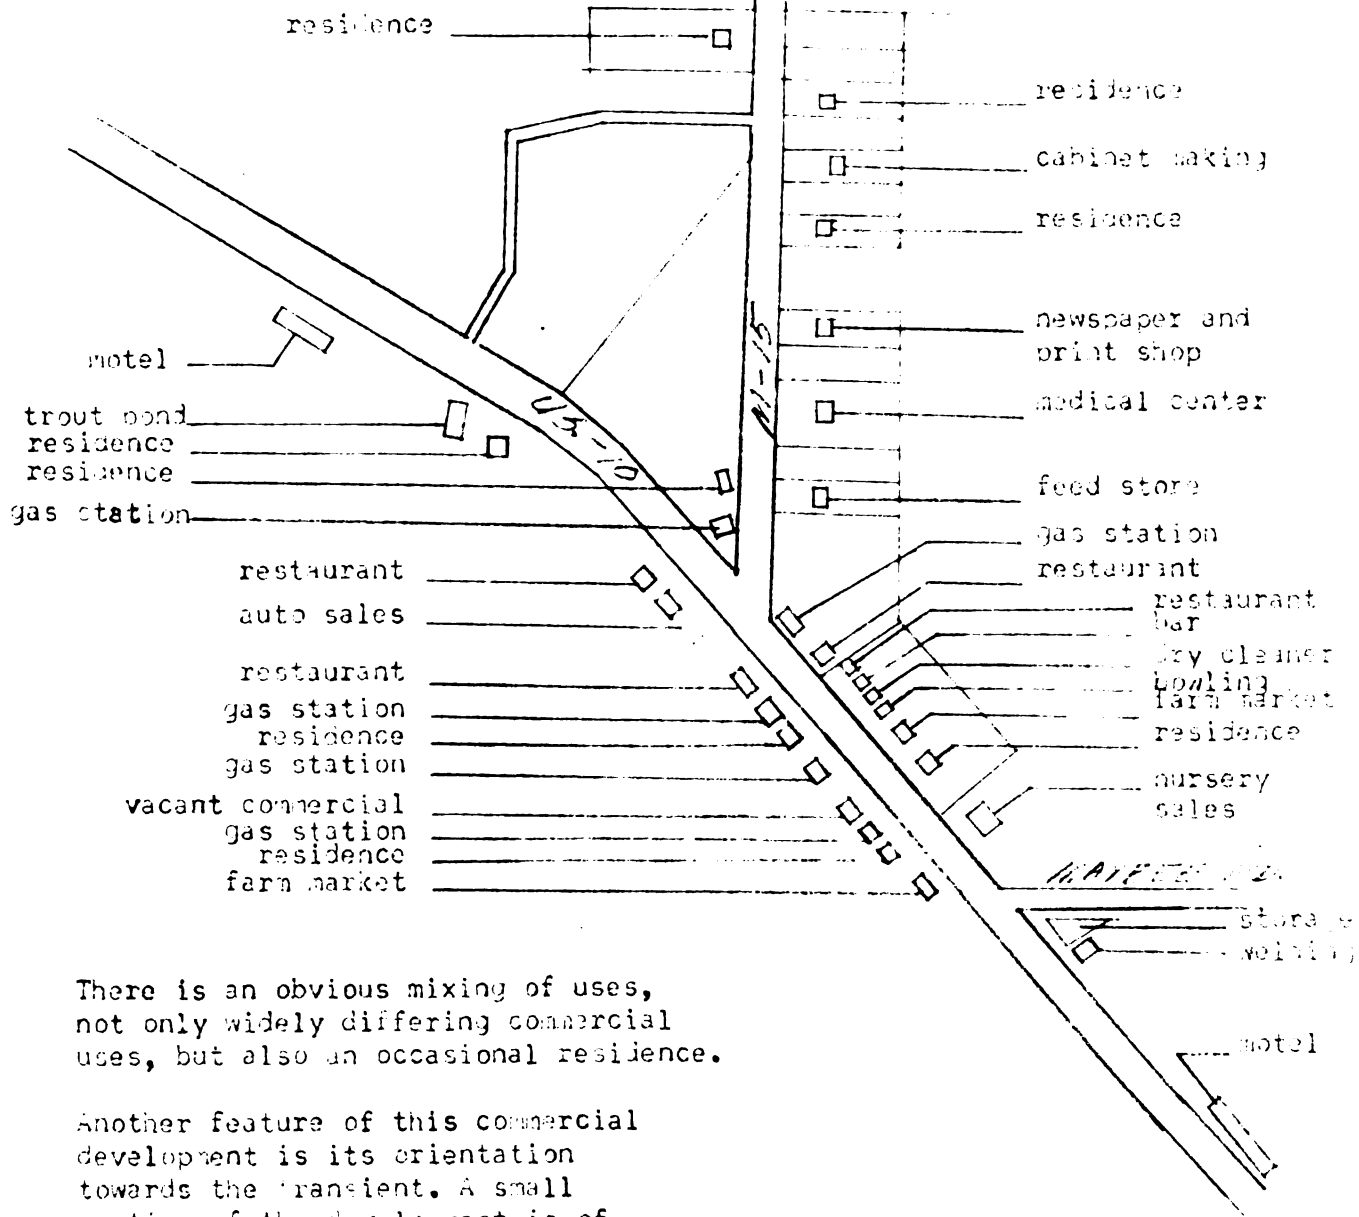 residence
residence
cabinet making
residence
newspaper and
print shop
medical center
feed store
gas station
restaurant
restaurant
bar
dry cleaner
bowling
farm market
residence
nursery
sales
M-15
US-10
motel
trout pond
residence
residence
gas station
restaurant
auto sales
restaurant
gas station
residence
gas station
vacant commercial
gas station
residence
farm market
storage
welding
motel
There is an obvious mixing of uses,
not only widely differing commercial
uses, but also an occasional residence.
Another feature of this commercial
development is its orientation
towards the transient. A small